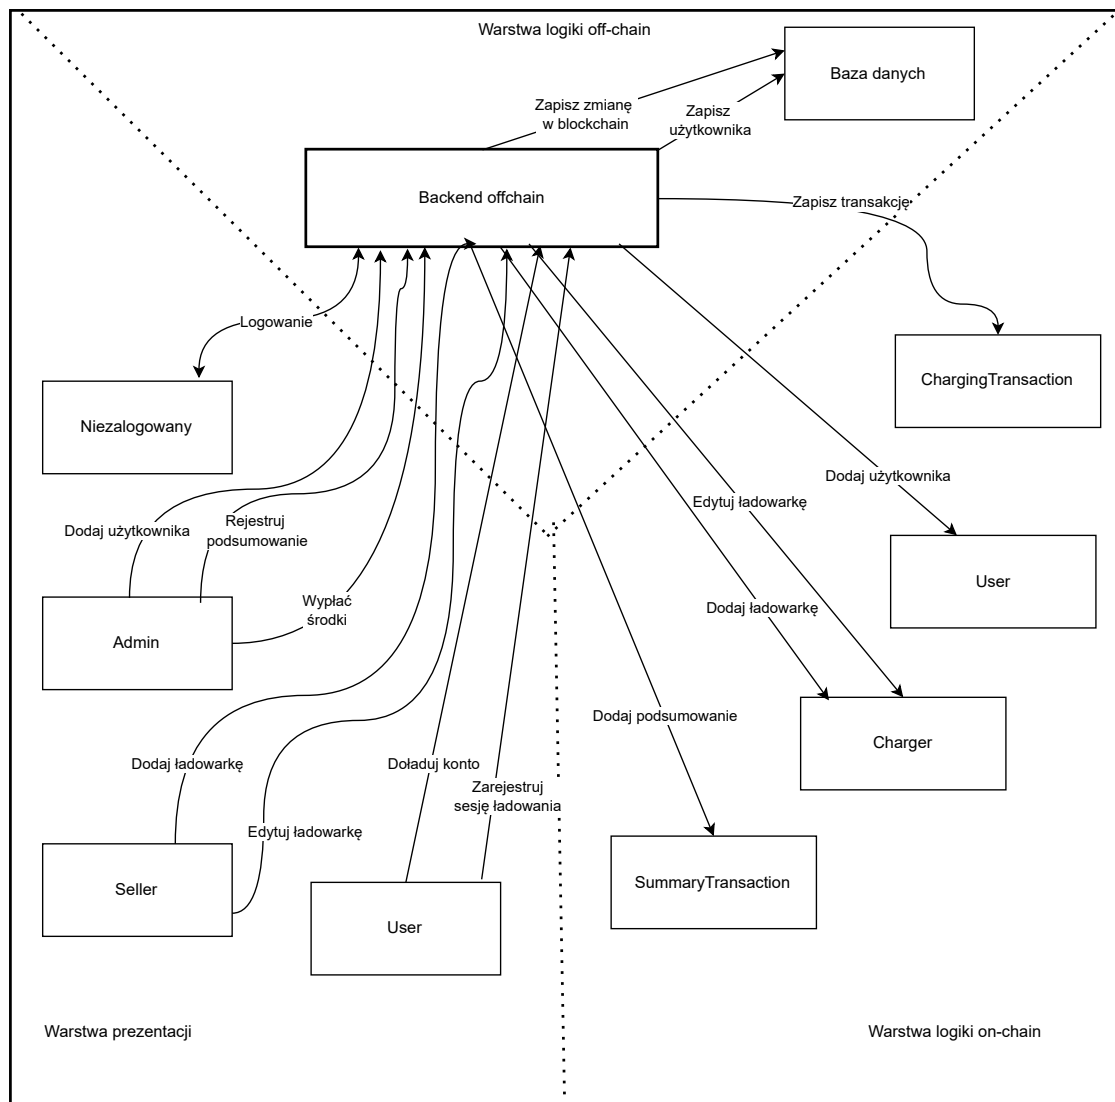 Warstwa logiki off-chain
Baza danych
Zapisz zmianę
w blockchain
Zapisz
użytkownika
Backend offchain
Zapisz transakcję
Logowanie
ChargingTransaction
Niezalogowany
Dodaj użytkownika
Edytuj ładowarkę
Dodaj użytkownika
Rejestruj
podsumowanie
User
Wypłać
środki
Dodaj ładowarkę
Admin
Dodaj podsumowanie
Charger
Dodaj ładowarkę
Doładuj konto
Zarejestruj
sesję ładowania
Edytuj ładowarkę
Seller
SummaryTransaction
User
Warstwa prezentacji
Warstwa logiki on-chain